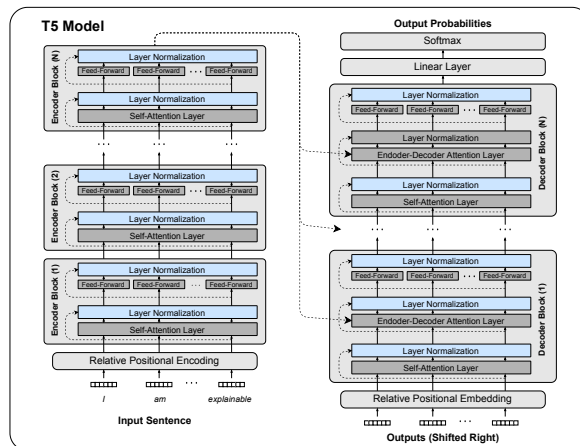 T5 Model
Encoder Block (N)
Layer Normalization
Feed-Forward Feed-Forward ... Feed-Forward
Layer Normalization
Self-Attention Layer
...
Encoder Block (2)
Layer Normalization
Feed-Forward Feed-Forward ... Feed-Forward
Layer Normalization
Self-Attention Layer
Encoder Block (1)
Layer Normalization
Feed-Forward Feed-Forward ... Feed-Forward
Layer Normalization
Self-Attention Layer
Relative Positional Encoding
...
I am explainable
Input Sentence
Output Probabilities
Softmax
Linear Layer
Decoder Block (N)
Layer Normalization
Feed-Forward Feed-Forward ... Feed-Forward
Layer Normalization
Endoder-Decoder Attention Layer
Layer Normalization
Self-Attention Layer
...
Decoder Block (1)
Layer Normalization
Feed-Forward Feed-Forward ... Feed-Forward
Layer Normalization
Endoder-Decoder Attention Layer
Layer Normalization
Self-Attention Layer
Relative Positional Embedding
...
Outputs (Shifted Right)